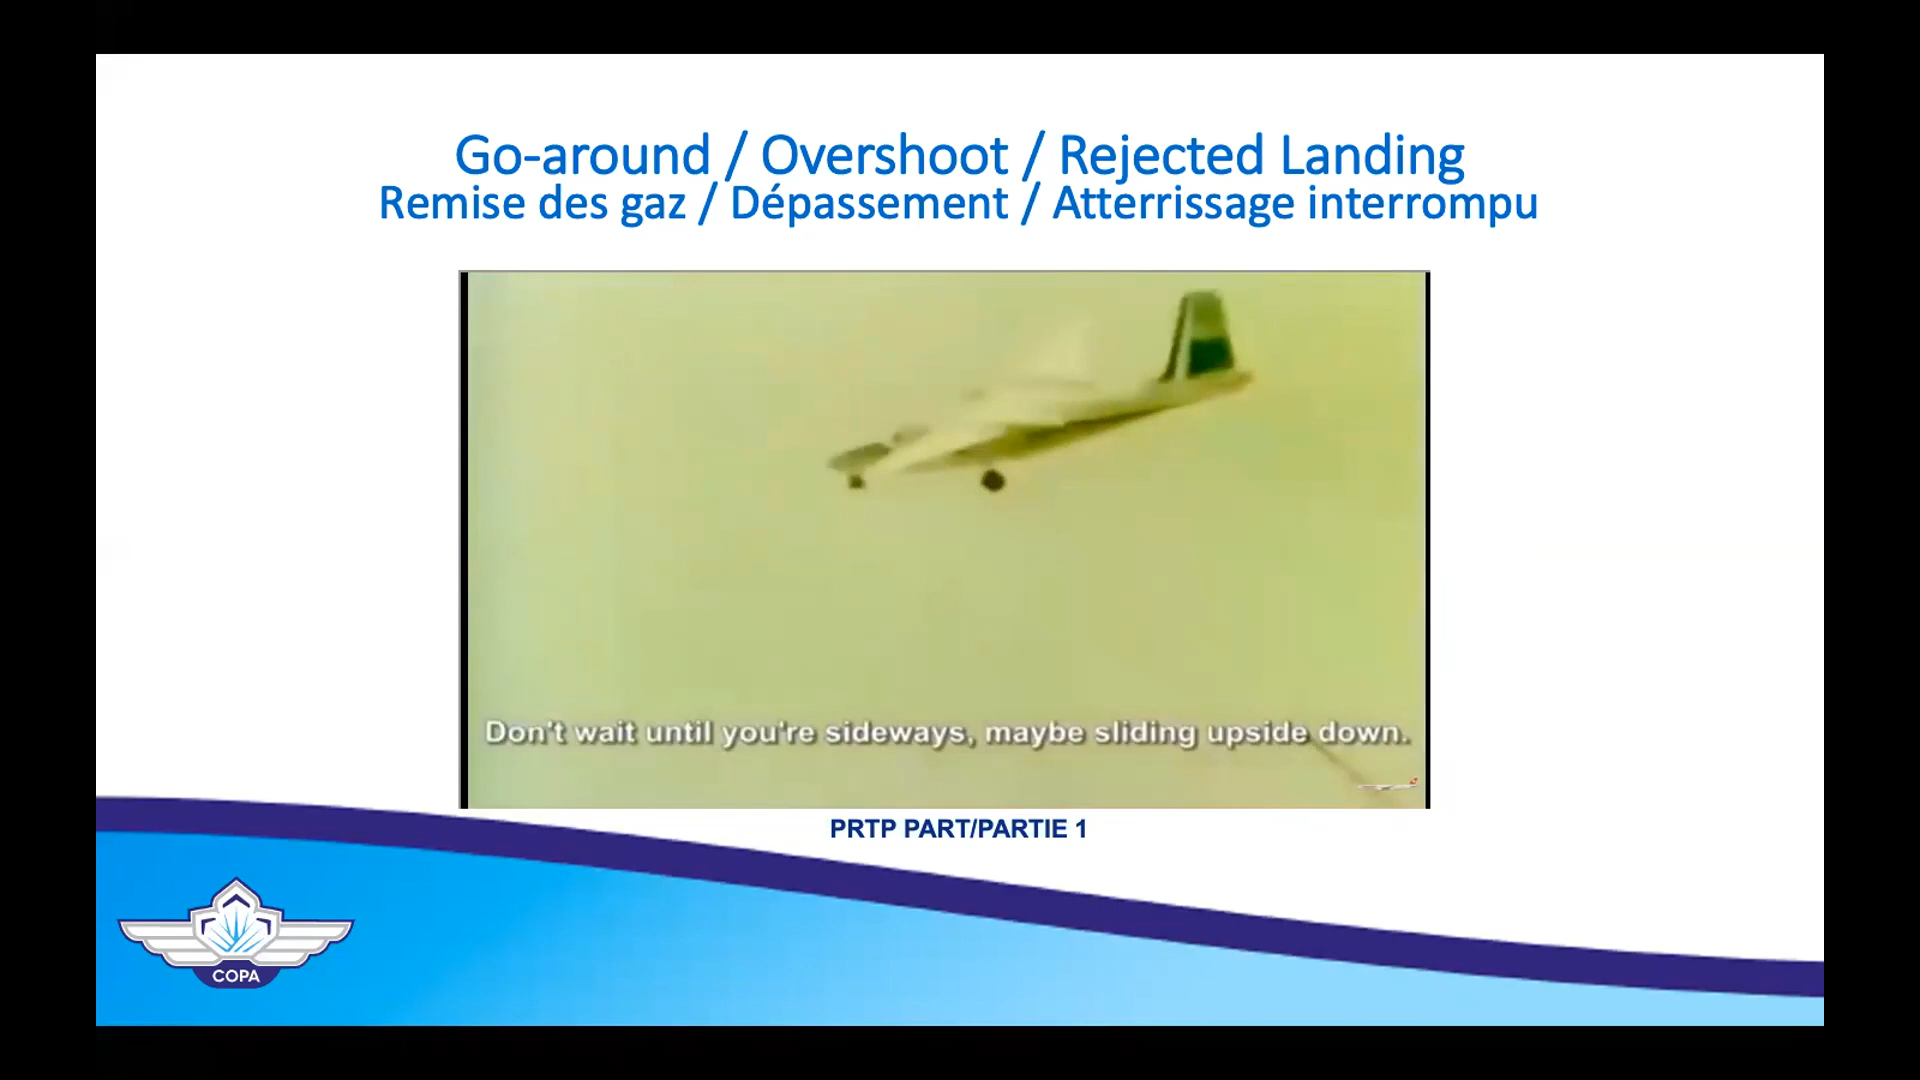 Go-around / Overshoot / Rejected Landing
Remise des gaz / Dépassement / Atterrissage interrompu
Don't wait until you're sideways, maybe sliding upside down.
PRTP PART/PARTIE 1
COPA